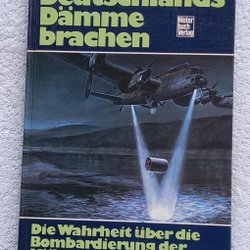 Deutschlands
Dämme
brachen
Motor
buch
Verlag
Die Wahrheit über die
Bombardierung der